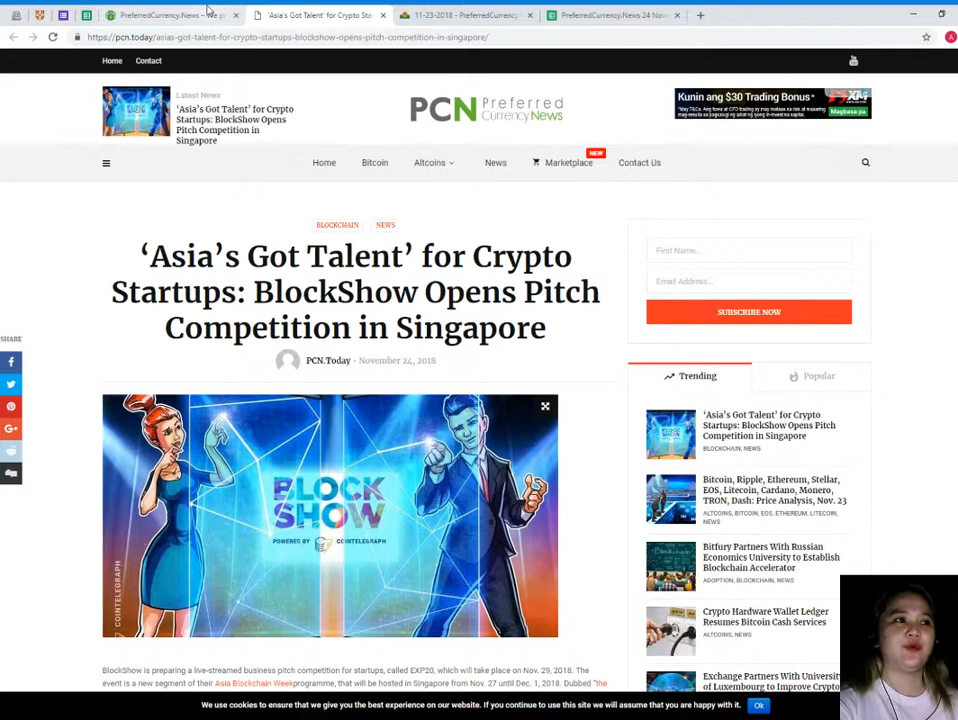 PreferredCurrency.News – We p
'Asia's Got Talent' for Crypto Sta
11-23-2018 - PreferredCurrency.
PreferredCurrency.News 24 Nov
https://pcn.today/asias-got-talent-for-crypto-startups-blockshow-opens-pitch-competition-in-singapore/
A
Home
Contact
Latest News
'Asia's Got Talent' for Crypto
Startups: BlockShow Opens
Pitch Competition in
Singapore
PCN Preferred
Currency News
Kunin ang $30 Trading Bonus*
XM
Magbasa pa
Home
Bitcoin
Altcoins
News
Marketplace
NEW
Contact Us
BLOCKCHAIN
NEWS
'Asia's Got Talent' for Crypto
Startups: BlockShow Opens Pitch
Competition in Singapore
PCN.Today - November 24, 2018
SHARE
BLOCK
SHOW
POWERED BY COINTELEGRAPH
COINTELEGRAPH
BlockShow is preparing a live-streamed business pitch competition for startups, called EXP20, which will take place on Nov. 29, 2018. The
event is a new segment of their Asia Blockchain Weekprogramme, that will be hosted in Singapore from Nov. 27 until Dec. 1, 2018. Dubbed "the
First Name...
Email Address...
SUBSCRIBE NOW
Trending
Popular
'Asia's Got Talent' for Crypto
Startups: BlockShow Opens Pitch
Competition in Singapore
BLOCKCHAIN, NEWS
Bitcoin, Ripple, Ethereum, Stellar,
EOS, Litecoin, Cardano, Monero,
TRON, Dash: Price Analysis, Nov. 23
ALTCOINS, BITCOIN, EOS, ETHEREUM, LITECOIN,
NEWS
Bitfury Partners With Russian
Economics University to Establish
Blockchain Accelerator
ADOPTION, BLOCKCHAIN, NEWS
Crypto Hardware Wallet Ledger
Resumes Bitcoin Cash Services
ALTCOINS, NEWS
Exchange Partners With Universit
of Luxembourg to Improve Crypto
We use cookies to ensure that we give you the best experience on our website. If you continue to use this site we will assume that you are happy with it.
Ok